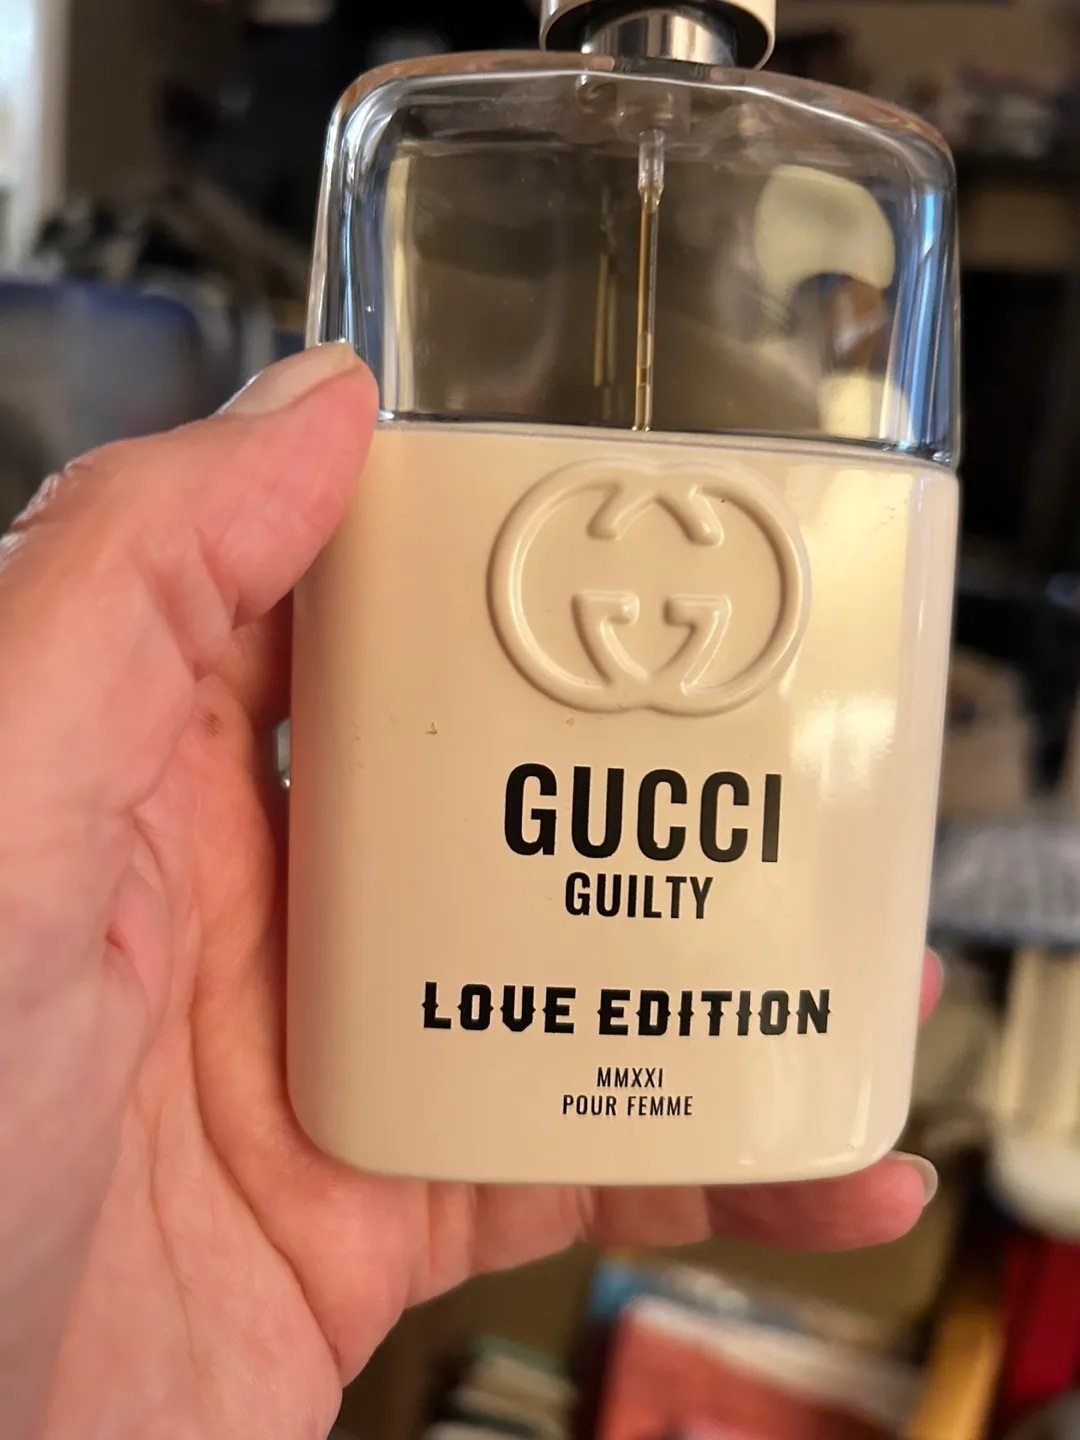 GUCCI
GUILTY
LOVE EDITION
MMXXI
POUR FEMME